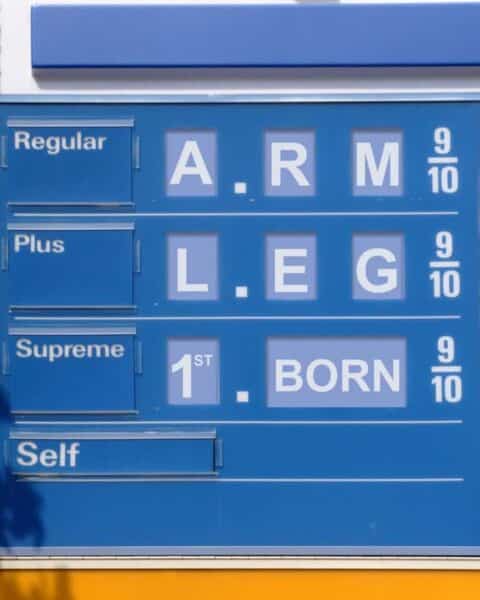 Regular A.RM 9/10
Plus L.EG 9/10
Supreme 1ST.BORN 9/10
Self